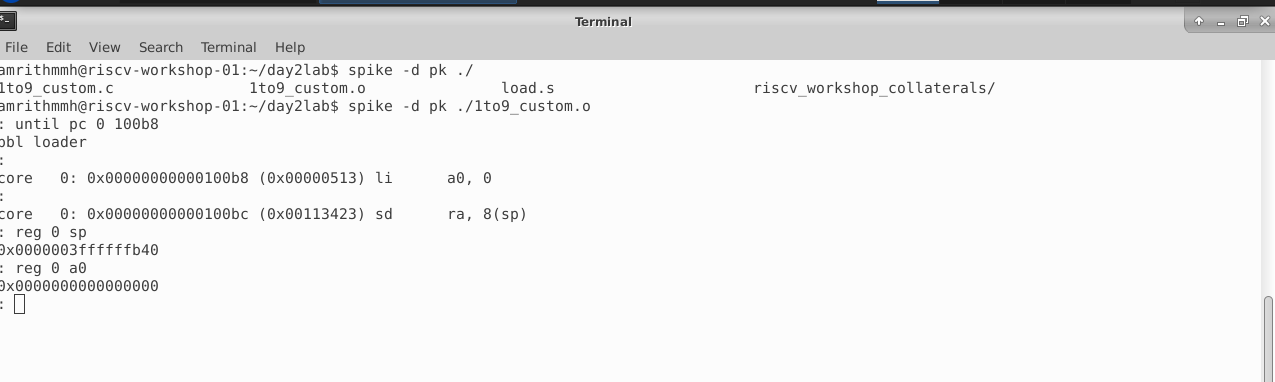 Terminal
File Edit View Search Terminal Help
amrithmmh@riscv-workshop-01:~/day2lab$ spike -d pk ./
1to9_custom.c 1to9_custom.o load.s riscv_workshop_collaterals/
amrithmmh@riscv-workshop-01:~/day2lab$ spike -d pk ./1to9_custom.o
: until pc 0 100b8
bbl loader
:
core 0: 0x00000000000100b8 (0x00000513) li a0, 0
:
core 0: 0x00000000000100bc (0x00113423) sd ra, 8(sp)
: reg 0 sp
0x0000003ffffffb40
: reg 0 a0
0x0000000000000000
: